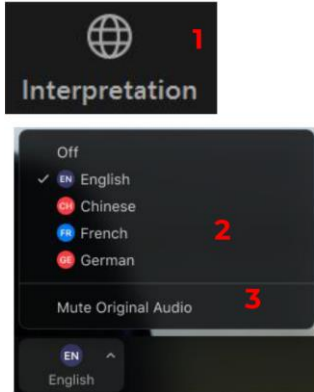 1
Interpretation
Off
EN English
CH Chinese
FR French
2
GE German
Mute Original Audio 3
EN
English